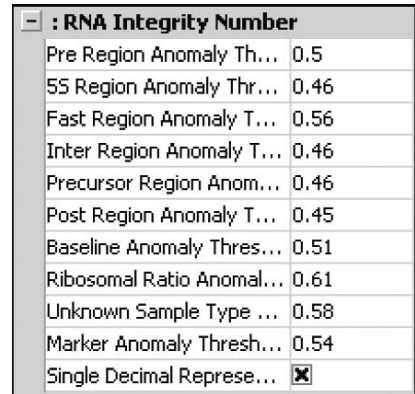 : RNA Integrity Number
Pre Region Anomaly Th... 0.5
5S Region Anomaly Thr... 0.46
Fast Region Anomaly T... 0.56
Inter Region Anomaly T... 0.46
Precursor Region Anom... 0.46
Post Region Anomaly T... 0.45
Baseline Anomaly Thres... 0.51
Ribosomal Ratio Anomal... 0.61
Unknown Sample Type ... 0.58
Marker Anomaly Thresh... 0.54
Single Decimal Represe...